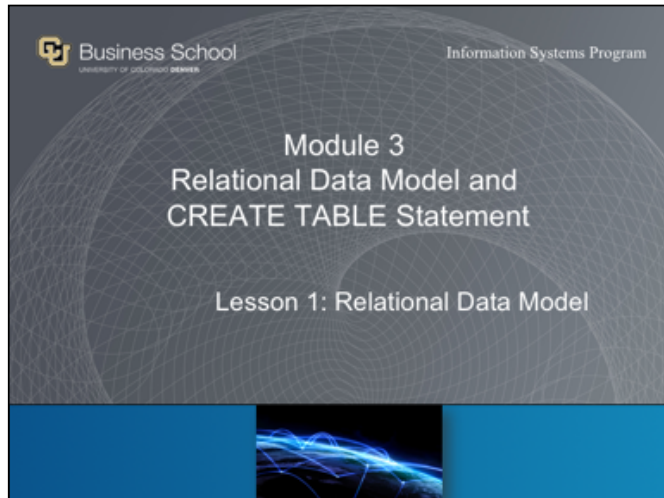 Business School
UNIVERSITY OF COLORADO DENVER
Information Systems Program
Module 3
Relational Data Model and
CREATE TABLE Statement
Lesson 1: Relational Data Model